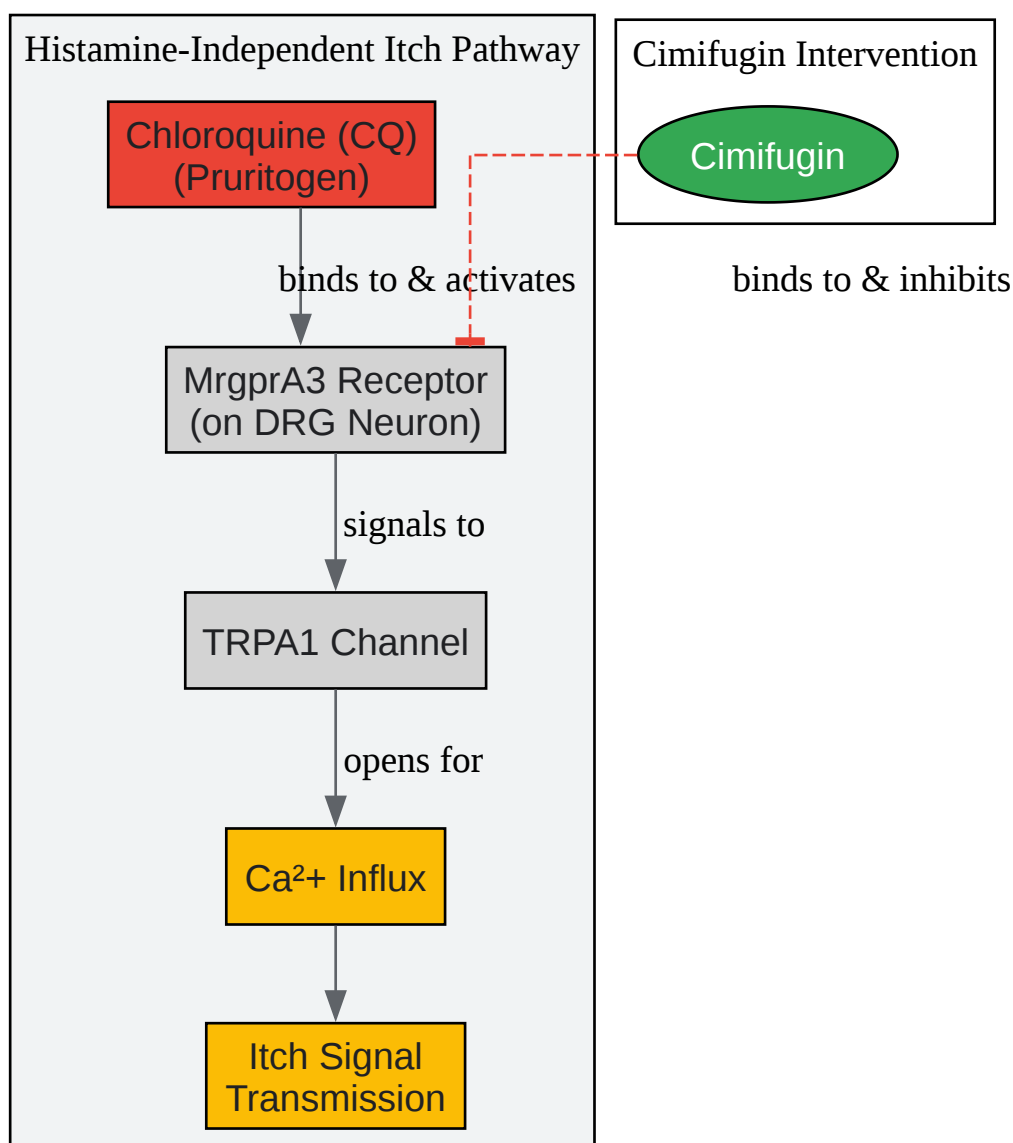 Histamine-Independent Itch Pathway
Cimifugin Intervention
Chloroquine (CQ)
(Pruritogen)
Cimifugin
binds to & activates
binds to & inhibits
MrgprA3 Receptor
(on DRG Neuron)
signals to
TRPA1 Channel
opens for
Ca²+ Influx
Itch Signal
Transmission